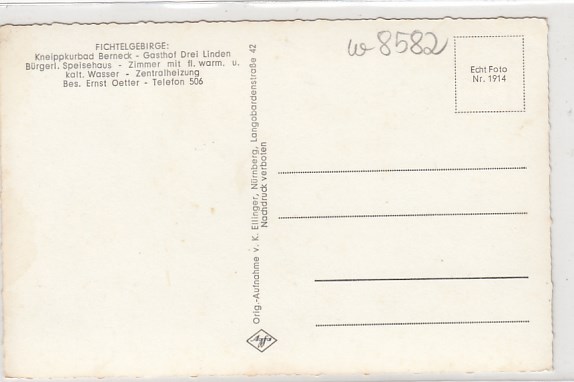 FICHTELGEBIRGE:
Kneippkurbad Berneck - Gasthof Drei Linden
Bürgerl. Speisehaus - Zimmer mit fl. warm. u.
kalt. Wasser - Zentralheizung
Bes. Ernst Oetter - Telefon 506
Orig.-Aufnahme v. K. Ellinger, Nürnberg, Langobardenstraße 42
Nachdruck verboten
Agfa
w 8582
Echt Foto
Nr. 1914